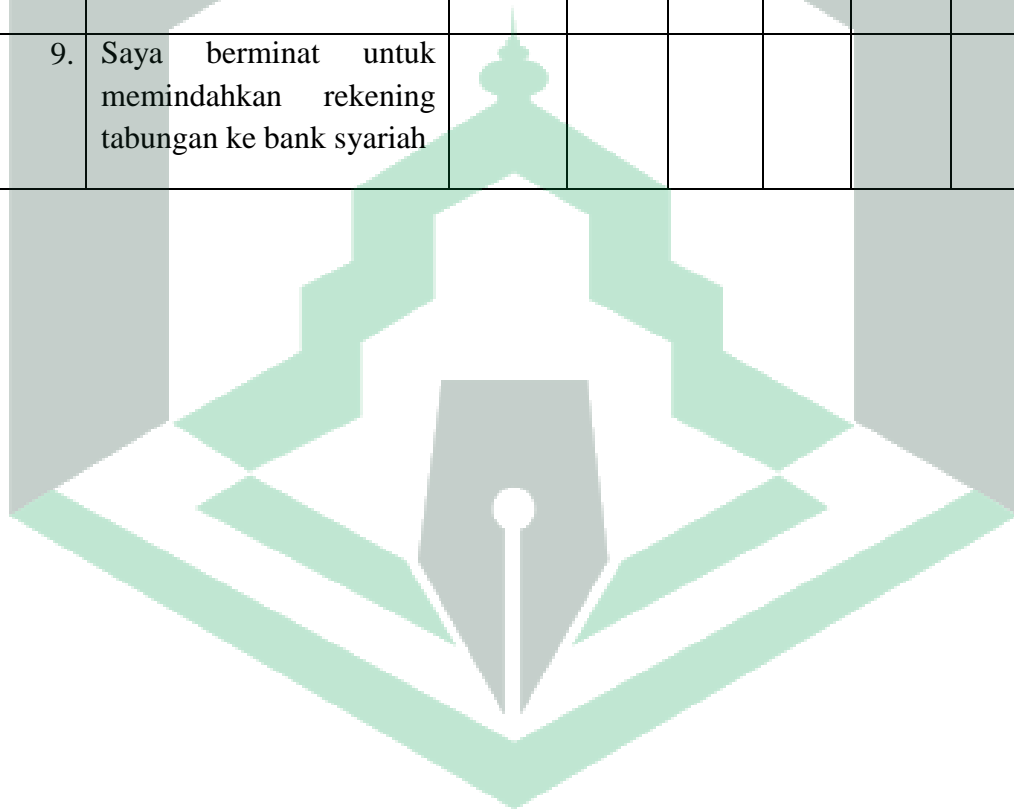 9. Saya berminat untuk
memindahkan rekening
tabungan ke bank syariah